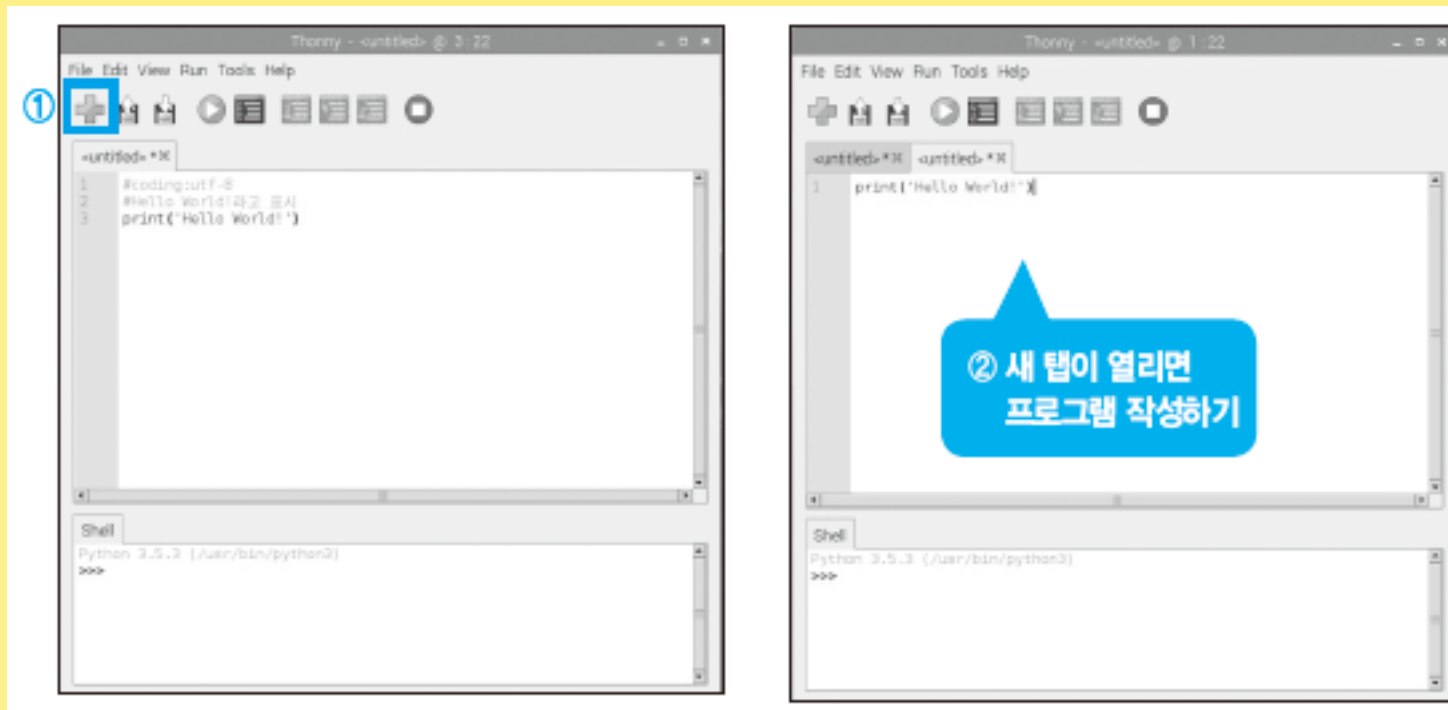 Thonny - <untitled> @ 3 : 22
File Edit View Run Tools Help
①
<untitled> *
1 #coding:utf-8
2 #Hello World!라고 표시
3 print('Hello World!')
Shell
Python 3.5.3 (/usr/bin/python3)
>>>
Thonny - <untitled> @ 1 : 22
File Edit View Run Tools Help
<untitled> * <untitled> *
1 print('Hello World!')
② 새 탭이 열리면
프로그램 작성하기
Shell
Python 3.5.3 (/usr/bin/python3)
>>>